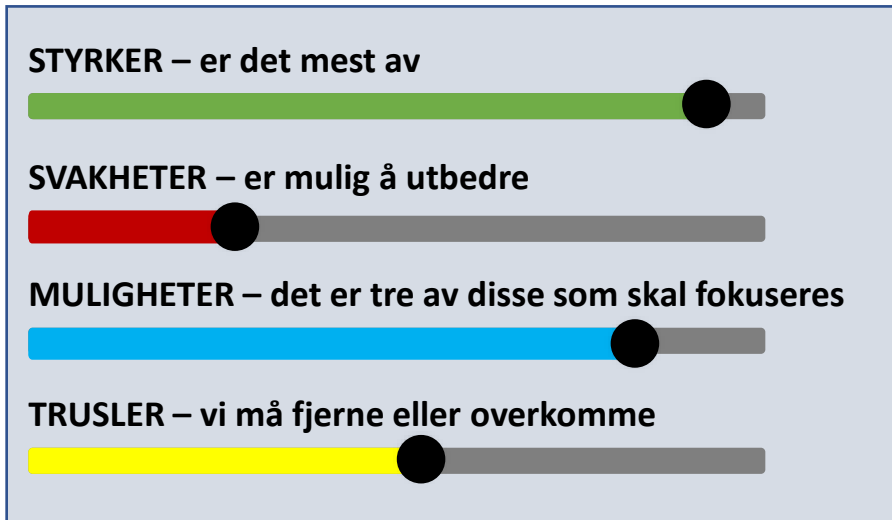 STYRKER – er det mest av
SVAKHETER – er mulig å utbedre
MULIGHETER – det er tre av disse som skal fokuseres
TRUSLER – vi må fjerne eller overkomme